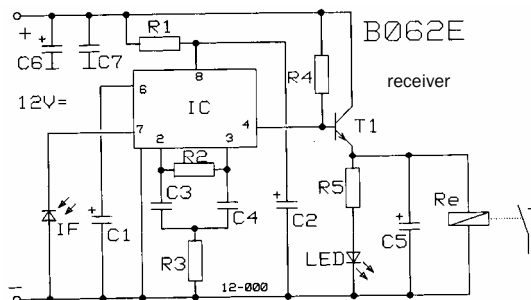 B062E
receiver
+
R1
+
C6
C7
8
R4
12V=
6
IC
4
T1
7
2
3
R2
R5
Re
C3
C4
+
C2
+
C5
IF
+
C1
R3
LED
12-000
–